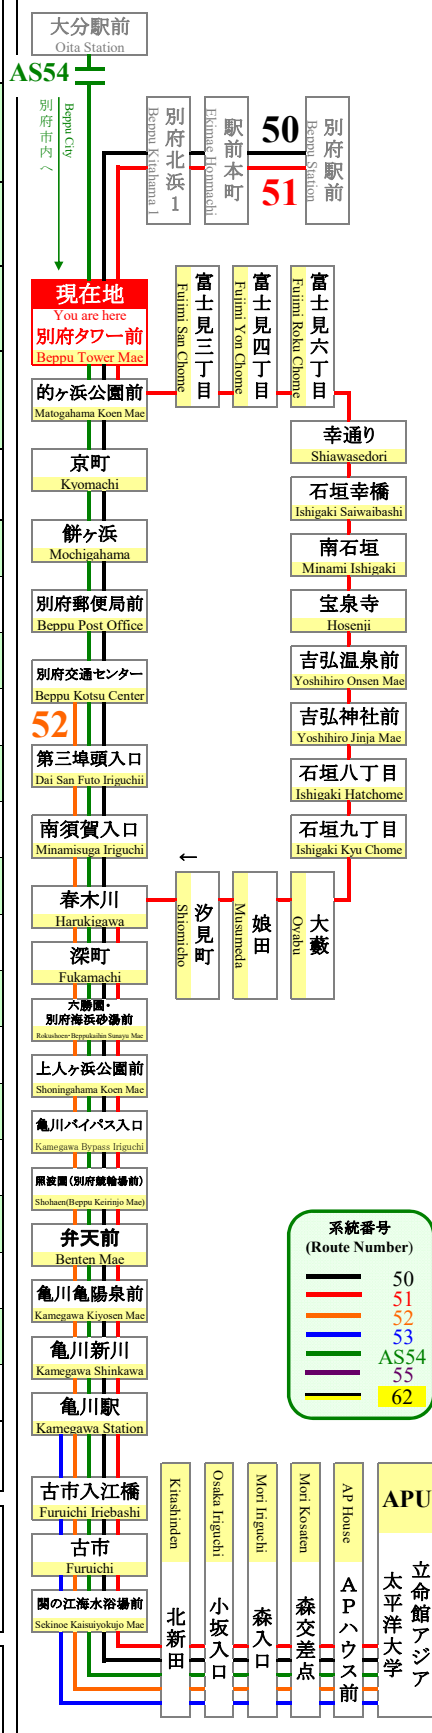 大分駅前
Oita Station
AS54
別府市内へ
Beppu City
別府北浜1
Beppu Kitahama 1
駅前本町
Ekimae Honmachi
50
51
別府駅前
Beppu Station
現在地
You are here
別府タワー前
Beppu Tower Mae
富士見三丁目
Fujimi San Chome
富士見四丁目
Fujimi Yon Chome
富士見六丁目
Fujimi Roku Chome
的ヶ浜公園前
Matogahama Koen Mae
京町
Kyomachi
餅ヶ浜
Mochigahama
別府郵便局前
Beppu Post Office
別府交通センター
Beppu Kotsu Center
52
第三埠頭入口
Dai San Futo Iriguchii
南須賀入口
Minamisuga Iriguchi
春木川
Harukigawa
幸通り
Shiawasedori
石垣幸橋
Ishigaki Saiwaibashi
南石垣
Minami Ishigaki
宝泉寺
Hosenji
吉弘温泉前
Yoshihiro Onsen Mae
吉弘神社前
Yoshihiro Jinja Mae
石垣八丁目
Ishigaki Hatchome
石垣九丁目
Ishigaki Kyu Chome
←
汐見町
Shiomicho
娘田
Musumeda
大藪
Oyabu
深町
Fukamachi
六勝園・
別府海浜砂湯前
Rokushoen・Beppukaihin Sunayu Mae
上人ヶ浜公園前
Shoningahama Koen Mae
亀川バイパス入口
Kamegawa Bypass Iriguchi
照波園(別府競輪場前)
Shohaen(Beppu Keirinjo Mae)
弁天前
Benten Mae
亀川亀陽泉前
Kamegawa Kiyosen Mae
亀川新川
Kamegawa Shinkawa
亀川駅
Kamegawa Station
系統番号
(Route Number)
50
51
52
53
AS54
55
62
古市入江橋
Furuichi Iriebashi
古市
Furuichi
関の江海水浴場前
Sekinoe Kaisuiyokujo Mae
Kitashinden
北新田
Osaka Iriguchi
小坂入口
Mori Iriguchi
森入口
Mori Kosaten
森交差点
AP House
APハウス前
APU
立命館アジア
太平洋大学